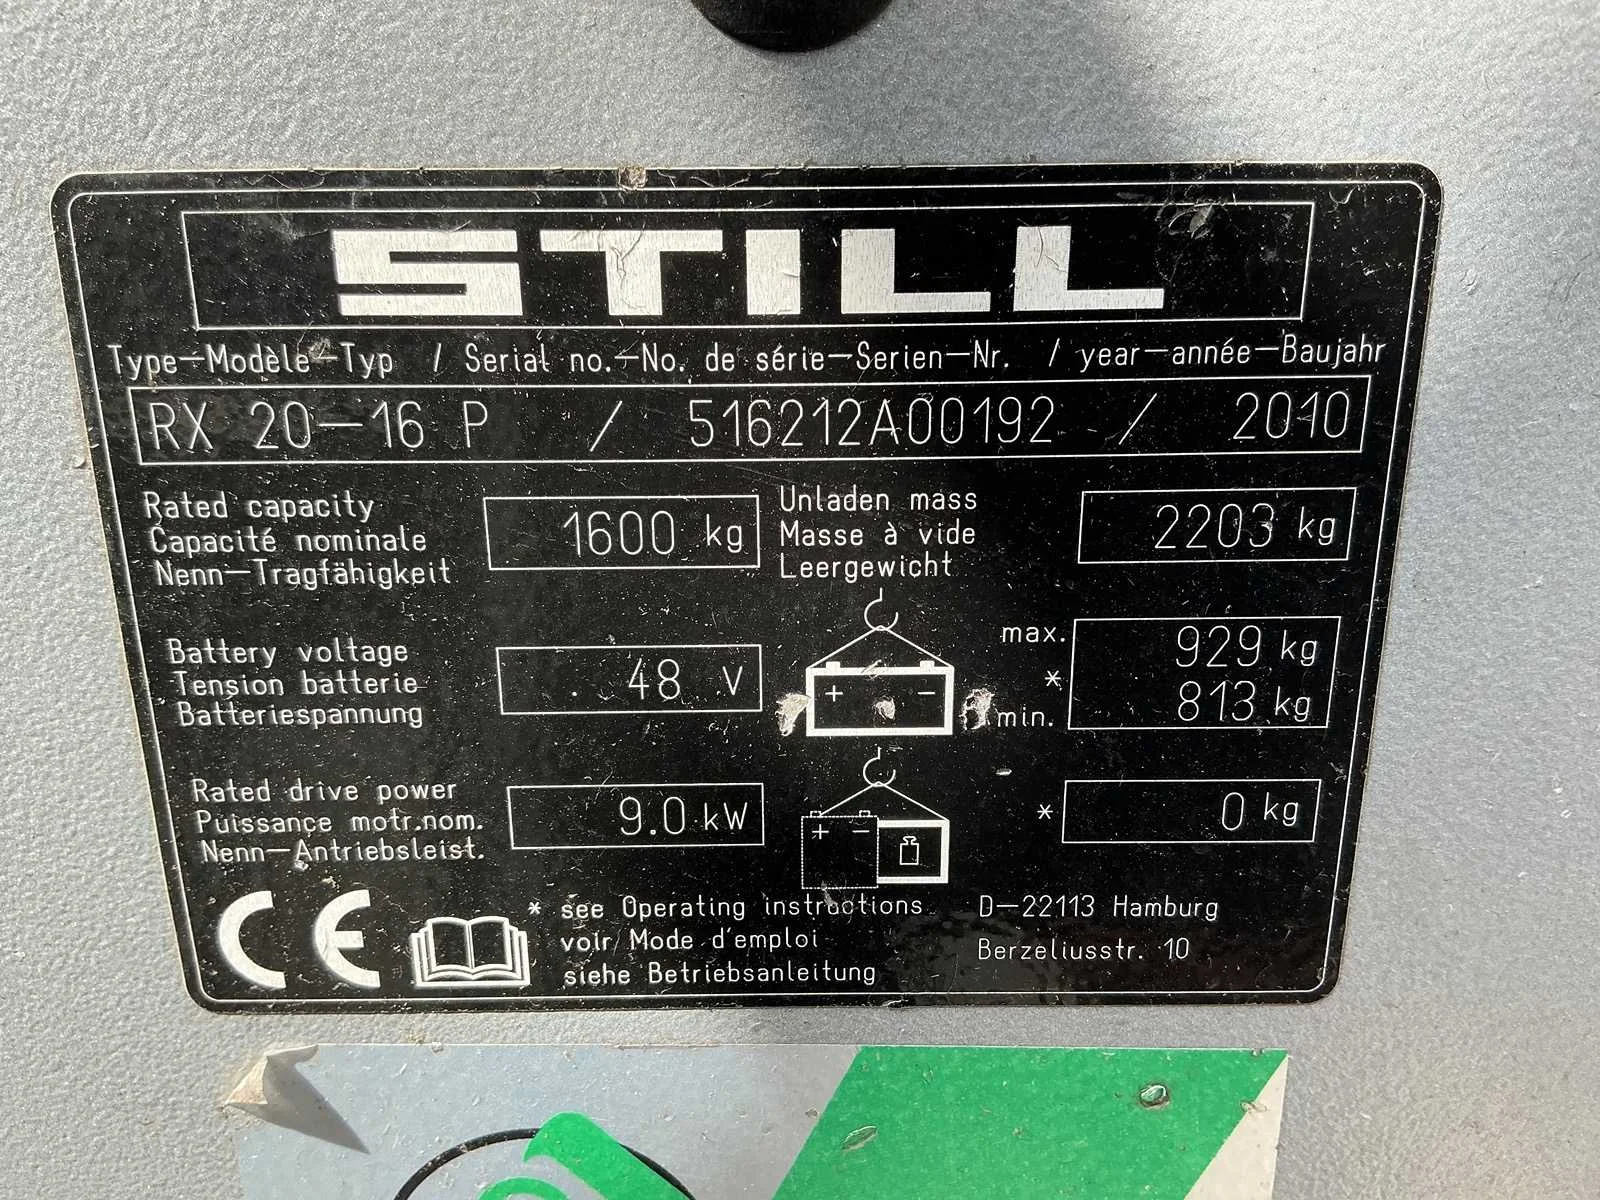 STILL
Type–Modèle–Typ / Serial no.–No. de série–Serien–Nr. / year–année–Baujahr
RX 20–16 P / 516212A00192 / 2010
Rated capacity
Capacité nominale
Nenn–Tragfähigkeit
1600 kg
Unladen mass
Masse à vide
Leergewicht
2203 kg
Battery voltage
Tension batterie
Batteriespannung
48 V
+ –
max.
*
min.
929 kg
813 kg
Rated drive power
Puissance motr.nom.
Nenn–Antriebsleist.
9.0 kW
+ –
* 0 kg
CE
* see Operating instructions
voir Mode d'emploi
siehe Betriebsanleitung
D–22113 Hamburg
Berzeliusstr. 10